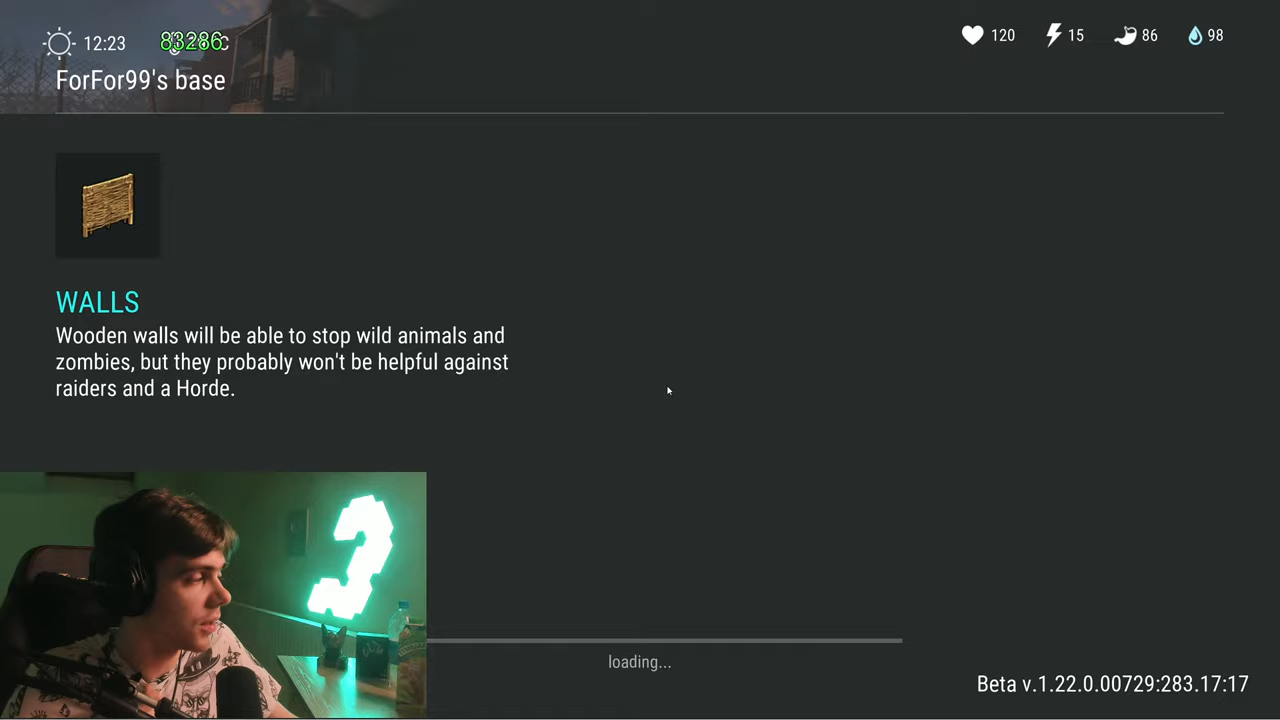 12:23
83286
120
15
86
98
ForFor99's base
WALLS
Wooden walls will be able to stop wild animals and
zombies, but they probably won't be helpful against
raiders and a Horde.
loading...
Beta v.1.22.0.00729:283.17:17